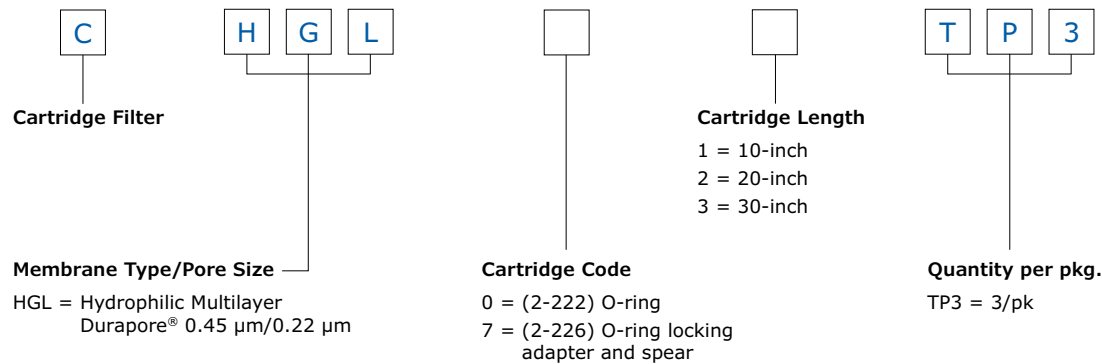 C H G L T P 3
Cartridge Filter
Cartridge Length
1 = 10-inch
2 = 20-inch
3 = 30-inch
Membrane Type/Pore Size
HGL = Hydrophilic Multilayer
Durapore® 0.45 µm/0.22 µm
Cartridge Code
0 = (2-222) O-ring
7 = (2-226) O-ring locking
adapter and spear
Quantity per pkg.
TP3 = 3/pk